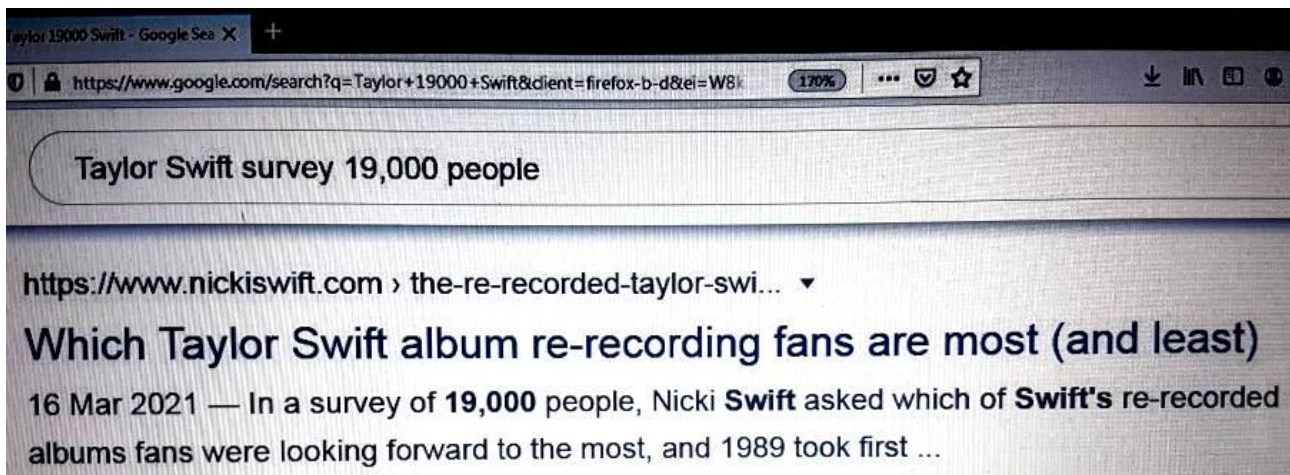 Taylor 19000 Swift - Google Sea X +
https://www.google.com/search?q=Taylor+19000+Swift&client=firefox-b-d&ei=W8k 170% ...
Taylor Swift survey 19,000 people
https://www.nickiswift.com › the-re-recorded-taylor-swi... ▼
Which Taylor Swift album re-recording fans are most (and least)
16 Mar 2021 — In a survey of 19,000 people, Nicki Swift asked which of Swift's re-recorded
albums fans were looking forward to the most, and 1989 took first ...